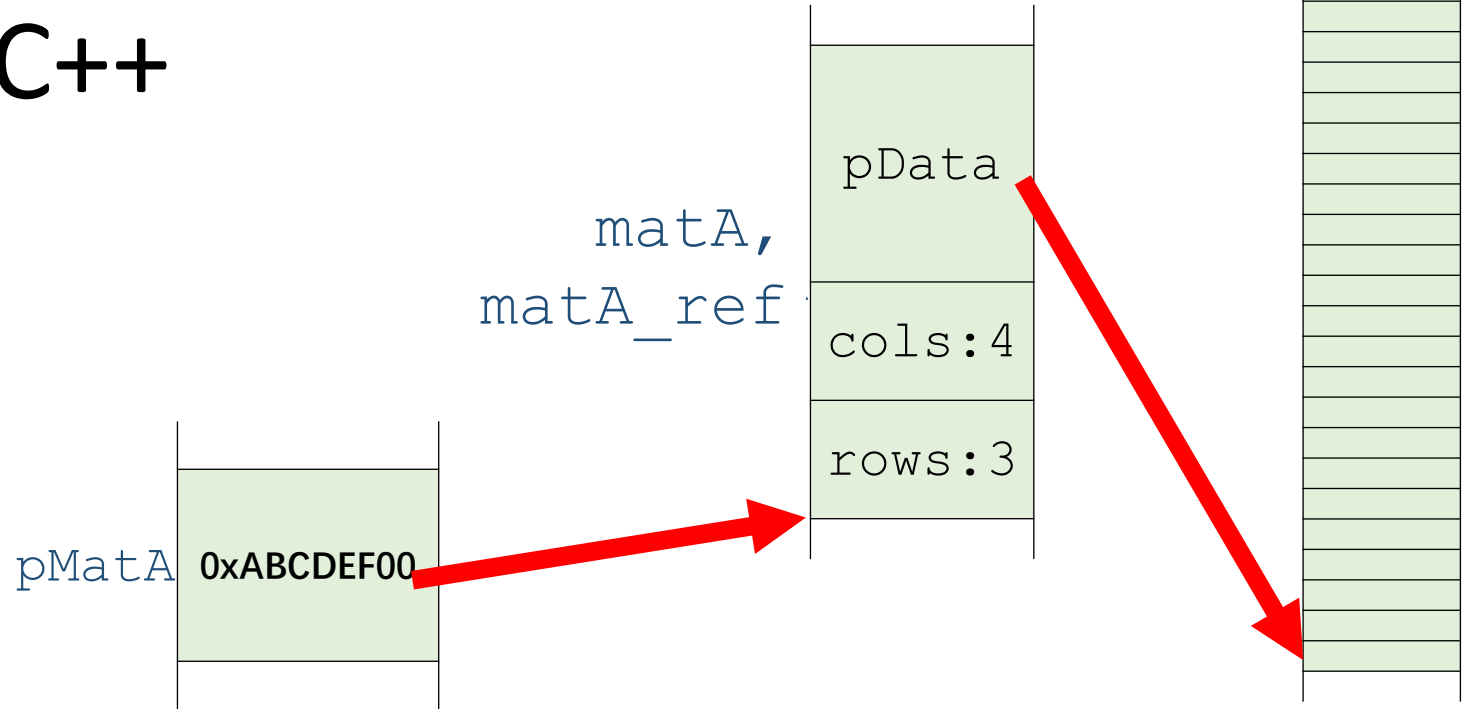 C++
pData
matA,
matA_ref
cols:4
rows:3
pMatA
0xABCDEF00